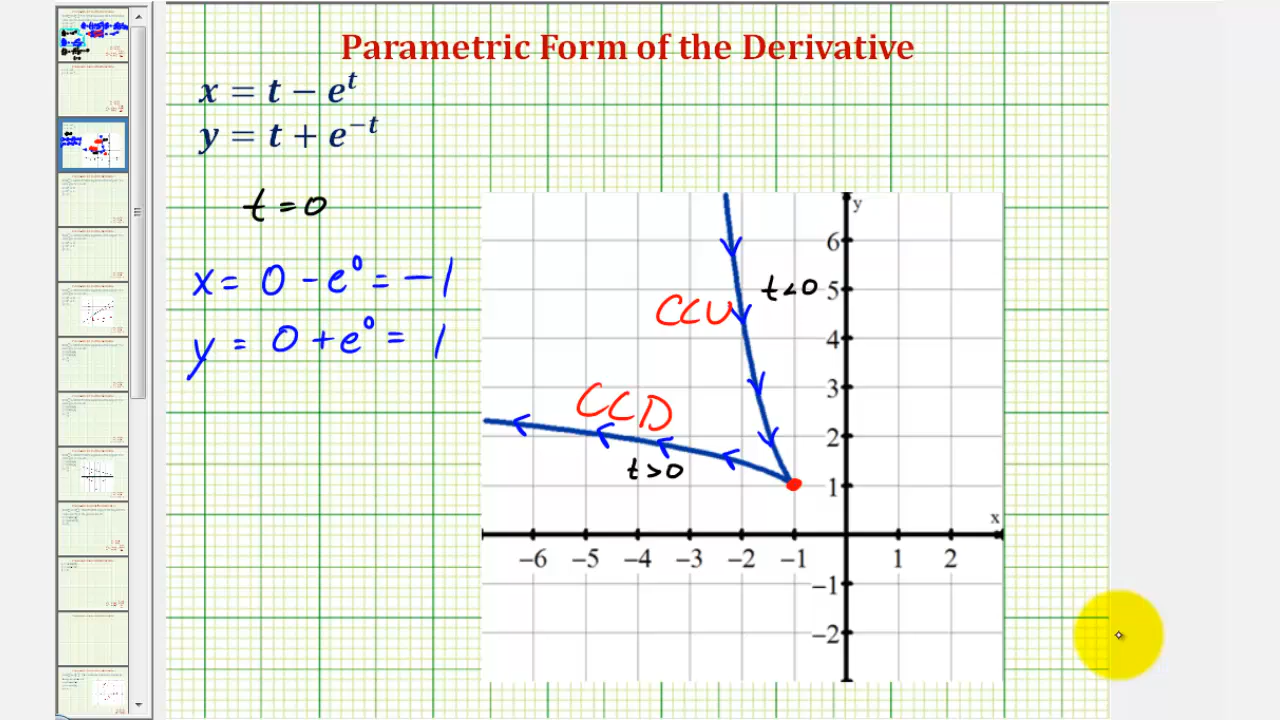 Parametric Form of the Derivative
x = t − e^t
y = t + e^−t
t = 0
x = 0 - e^0 = -1
y = 0 + e^0 = 1
y
6
t<0
5
CCU
4
3
CCD
2
t>0
1
x
−6 −5 −4 −3 −2 −1 1 2
−1
−2